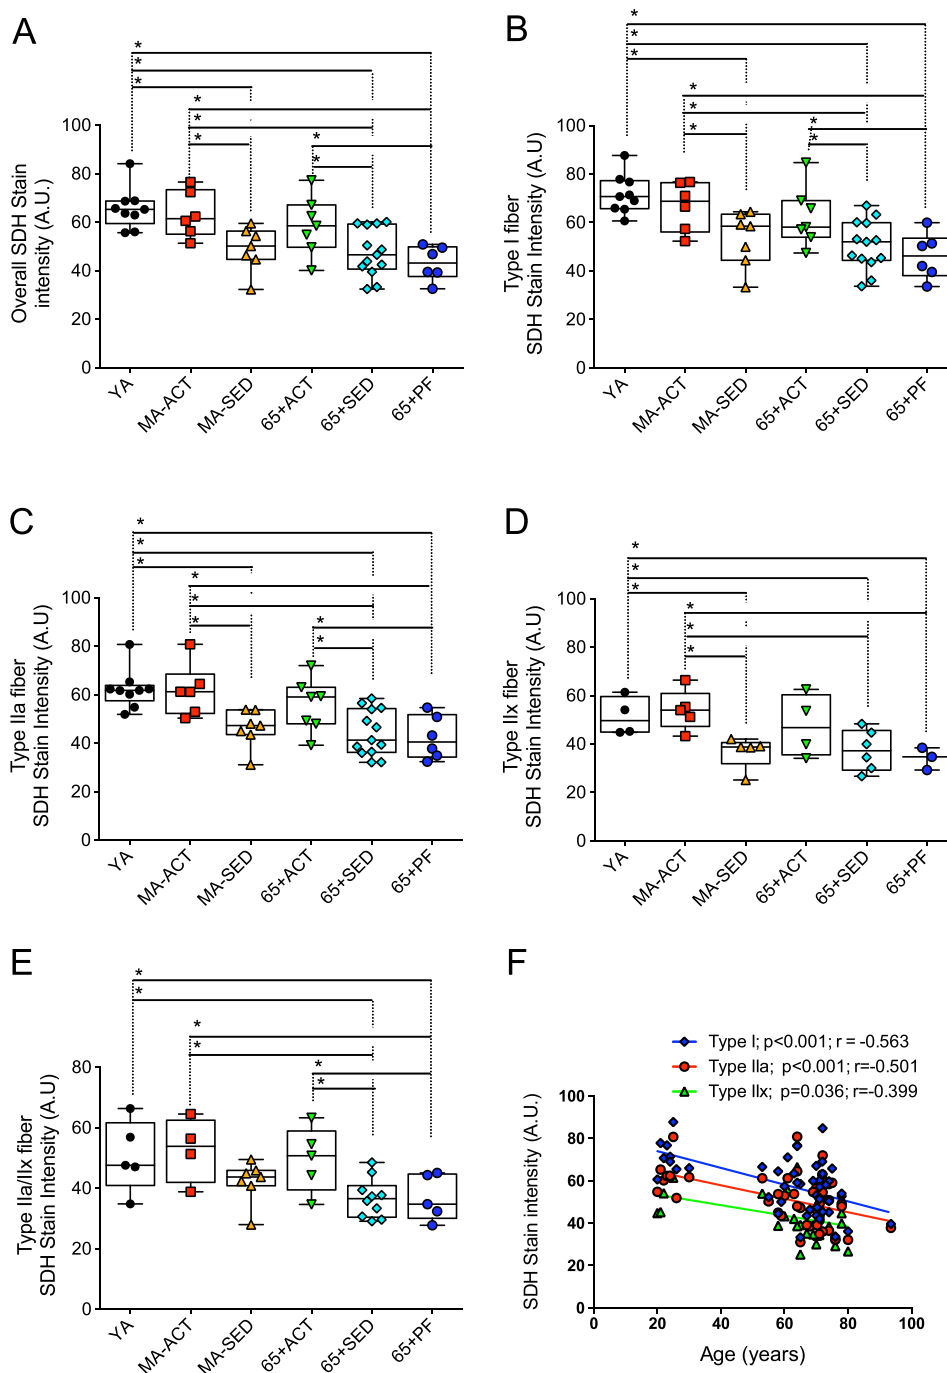 A
*
*
*
*
*
*
*
*
Overall SDH Stain
intensity (A.U.)
100
80
60
40
20
0
YA
MA-ACT
MA-SED
65+ACT
65+SED
65+PF
B
*
*
*
*
*
*
*
*
Type I fiber
SDH Stain Intensity (A.U)
100
80
60
40
20
0
YA
MA-ACT
MA-SED
65+ACT
65+SED
65+PF
C
*
*
*
*
*
*
*
*
Type IIa fiber
SDH Stain Intensity (A.U)
100
80
60
40
20
0
YA
MA-ACT
MA-SED
65+ACT
65+SED
65+PF
D
*
*
*
*
*
*
Type IIx fiber
SDH Stain Intensity (A.U)
100
80
60
40
20
0
YA
MA-ACT
MA-SED
65+ACT
65+SED
65+PF
E
*
*
*
*
*
*
Type IIa/IIx fiber
SDH Stain Intensity (A.U)
80
60
40
20
0
YA
MA-ACT
MA-SED
65+ACT
65+SED
65+PF
F
Type I; p<0.001; r = -0.563
Type IIa; p<0.001; r=-0.501
Type IIx; p=0.036; r=-0.399
SDH Stain intensity (A.U.)
100
80
60
40
20
0
0 20 40 60 80 100
Age (years)